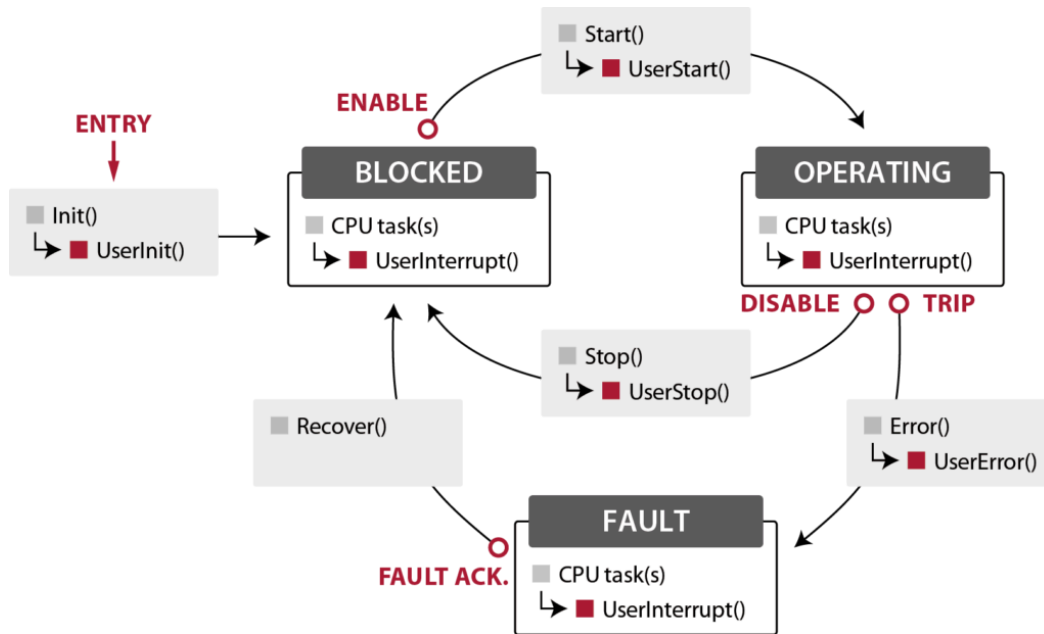 Start()
UserStart()
ENABLE
ENTRY
BLOCKED
OPERATING
Init()
UserInit()
CPU task(s)
UserInterrupt()
CPU task(s)
UserInterrupt()
DISABLE
TRIP
Stop()
UserStop()
Recover()
Error()
UserError()
FAULT
FAULT ACK.
CPU task(s)
UserInterrupt()